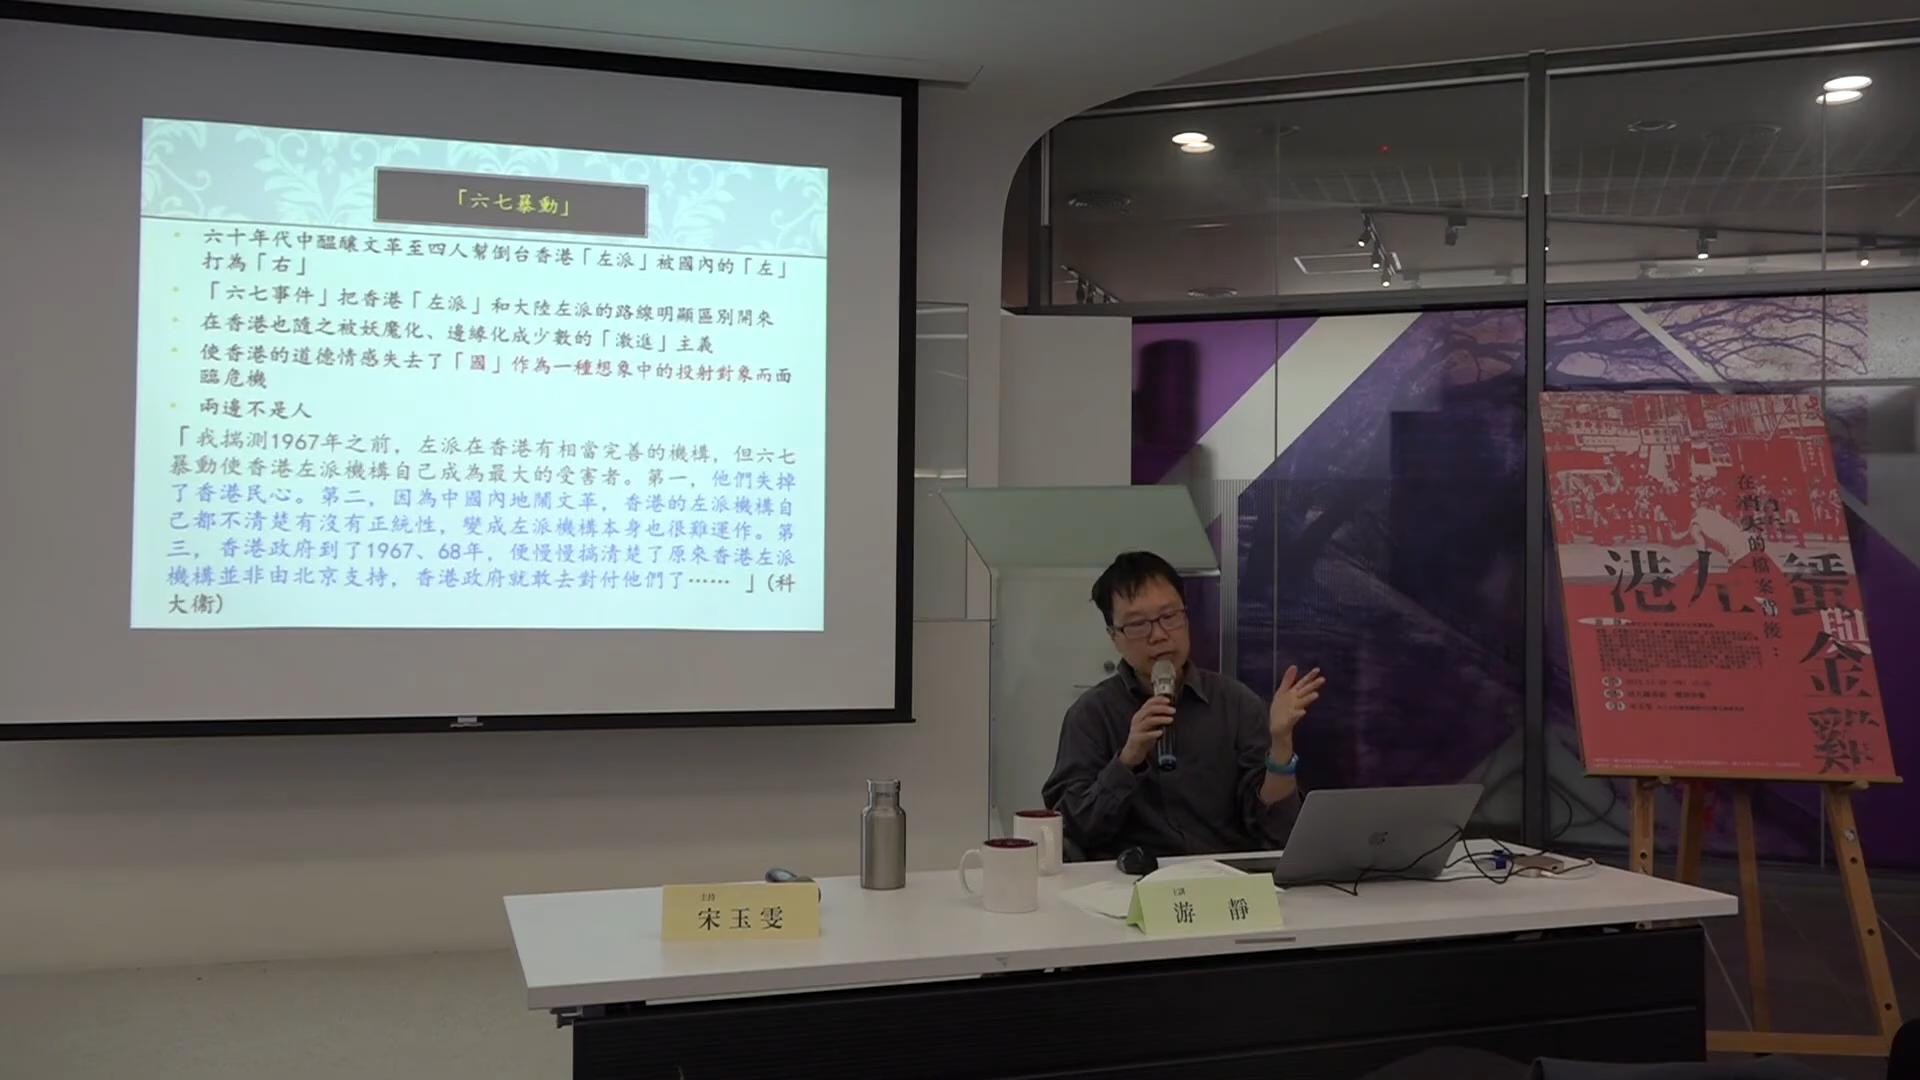 「六七暴動」
六十年代中醞釀文革至四人幫倒台香港「左派」被國內的「左」
打為「右」
「六七事件」把香港「左派」和大陸左派的路線明顯區別開來
在香港也隨之被妖魔化、邊緣化成少數的「激進」主義
使香港的道德情感失去了「國」作為一種想象中的投射對象而面
臨危機
兩邊不是人
「我揣測1967年之前，左派在香港有相當完善的機構，但六七
暴動使香港左派機構自己成為最大的受害者。第一，他們失掉
了香港民心。第二，因為中國內地鬧文革，香港的左派機構自
己都不清楚有沒有正統性，變成左派機構本身也很難運作。第
三，香港政府到了1967、68年，便慢慢搞清楚了原來香港左派
機構並非由北京支持，香港政府就敢去對付他們了……」(科
大衛)
主持
宋玉雯
主講
游靜
在消失的檔案背後：
港左
與
金雞